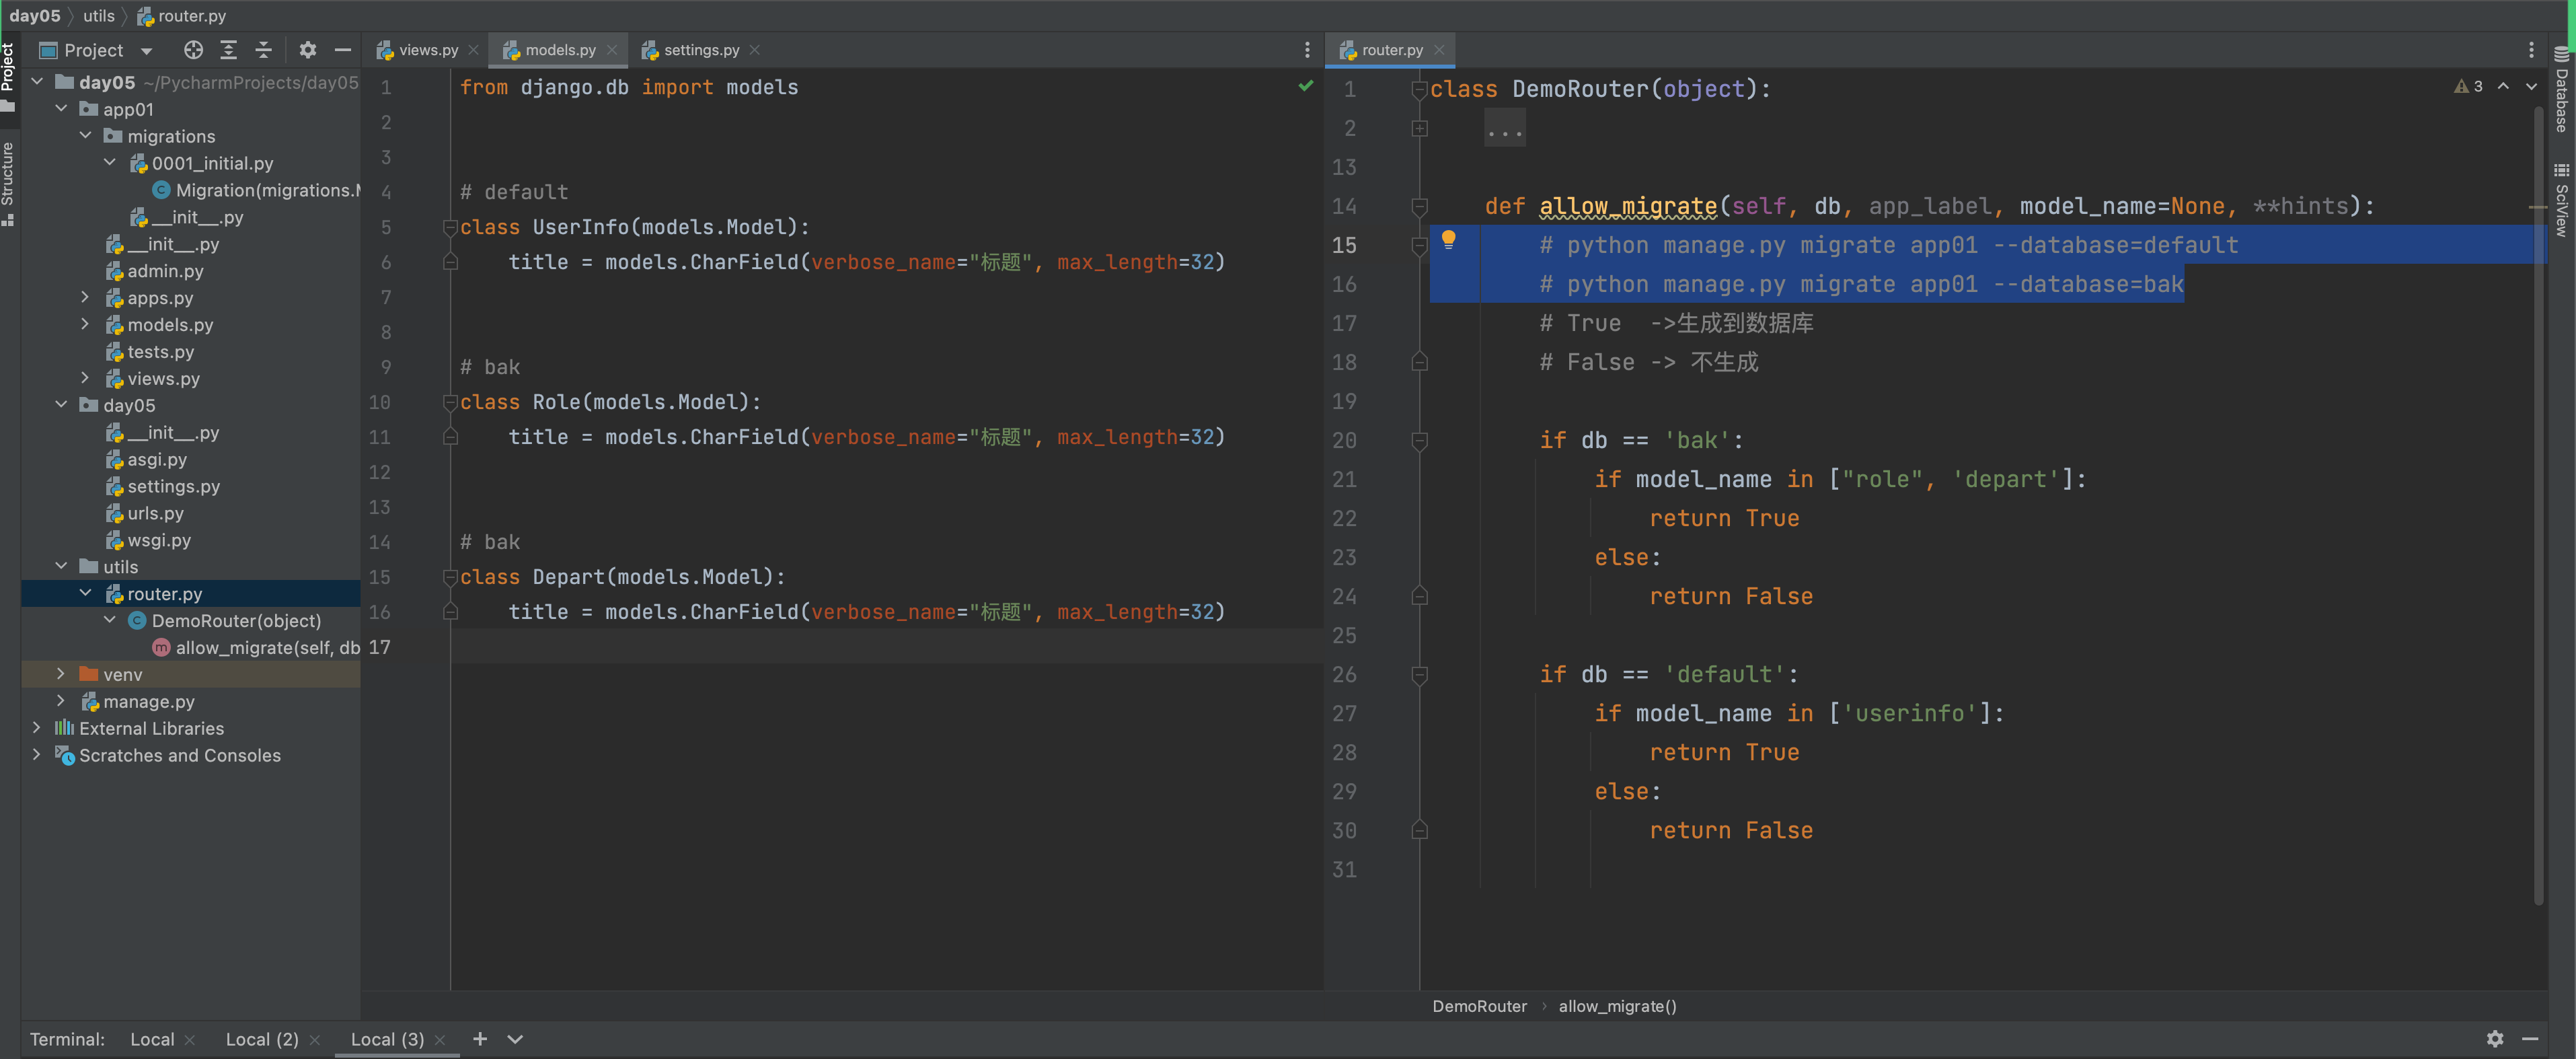 day05 utils router.py
Project
views.py models.py settings.py
router.py
Project
Structure
Database
SciView
day05 ~/PycharmProjects/day05
app01
migrations
0001_initial.py
Migration(migrations.M
__init__.py
__init__.py
admin.py
apps.py
models.py
tests.py
views.py
day05
__init__.py
asgi.py
settings.py
urls.py
wsgi.py
utils
router.py
DemoRouter(object)
allow_migrate(self, db
venv
manage.py
External Libraries
Scratches and Consoles
1 from django.db import models
2
3
4 # default
5 class UserInfo(models.Model):
6 title = models.CharField(verbose_name="标题", max_length=32)
7
8
9 # bak
10 class Role(models.Model):
11 title = models.CharField(verbose_name="标题", max_length=32)
12
13
14 # bak
15 class Depart(models.Model):
16 title = models.CharField(verbose_name="标题", max_length=32)
17
3
1 class DemoRouter(object):
2 ...
13
14 def allow_migrate(self, db, app_label, model_name=None, **hints):
15 # python manage.py migrate app01 --database=default
16 # python manage.py migrate app01 --database=bak
17 # True  ->生成到数据库
18 # False -> 不生成
19
20 if db == 'bak':
21 if model_name in ["role", 'depart']:
22 return True
23 else:
24 return False
25
26 if db == 'default':
27 if model_name in ['userinfo']:
28 return True
29 else:
30 return False
31
DemoRouter allow_migrate()
Terminal: Local Local (2) Local (3)